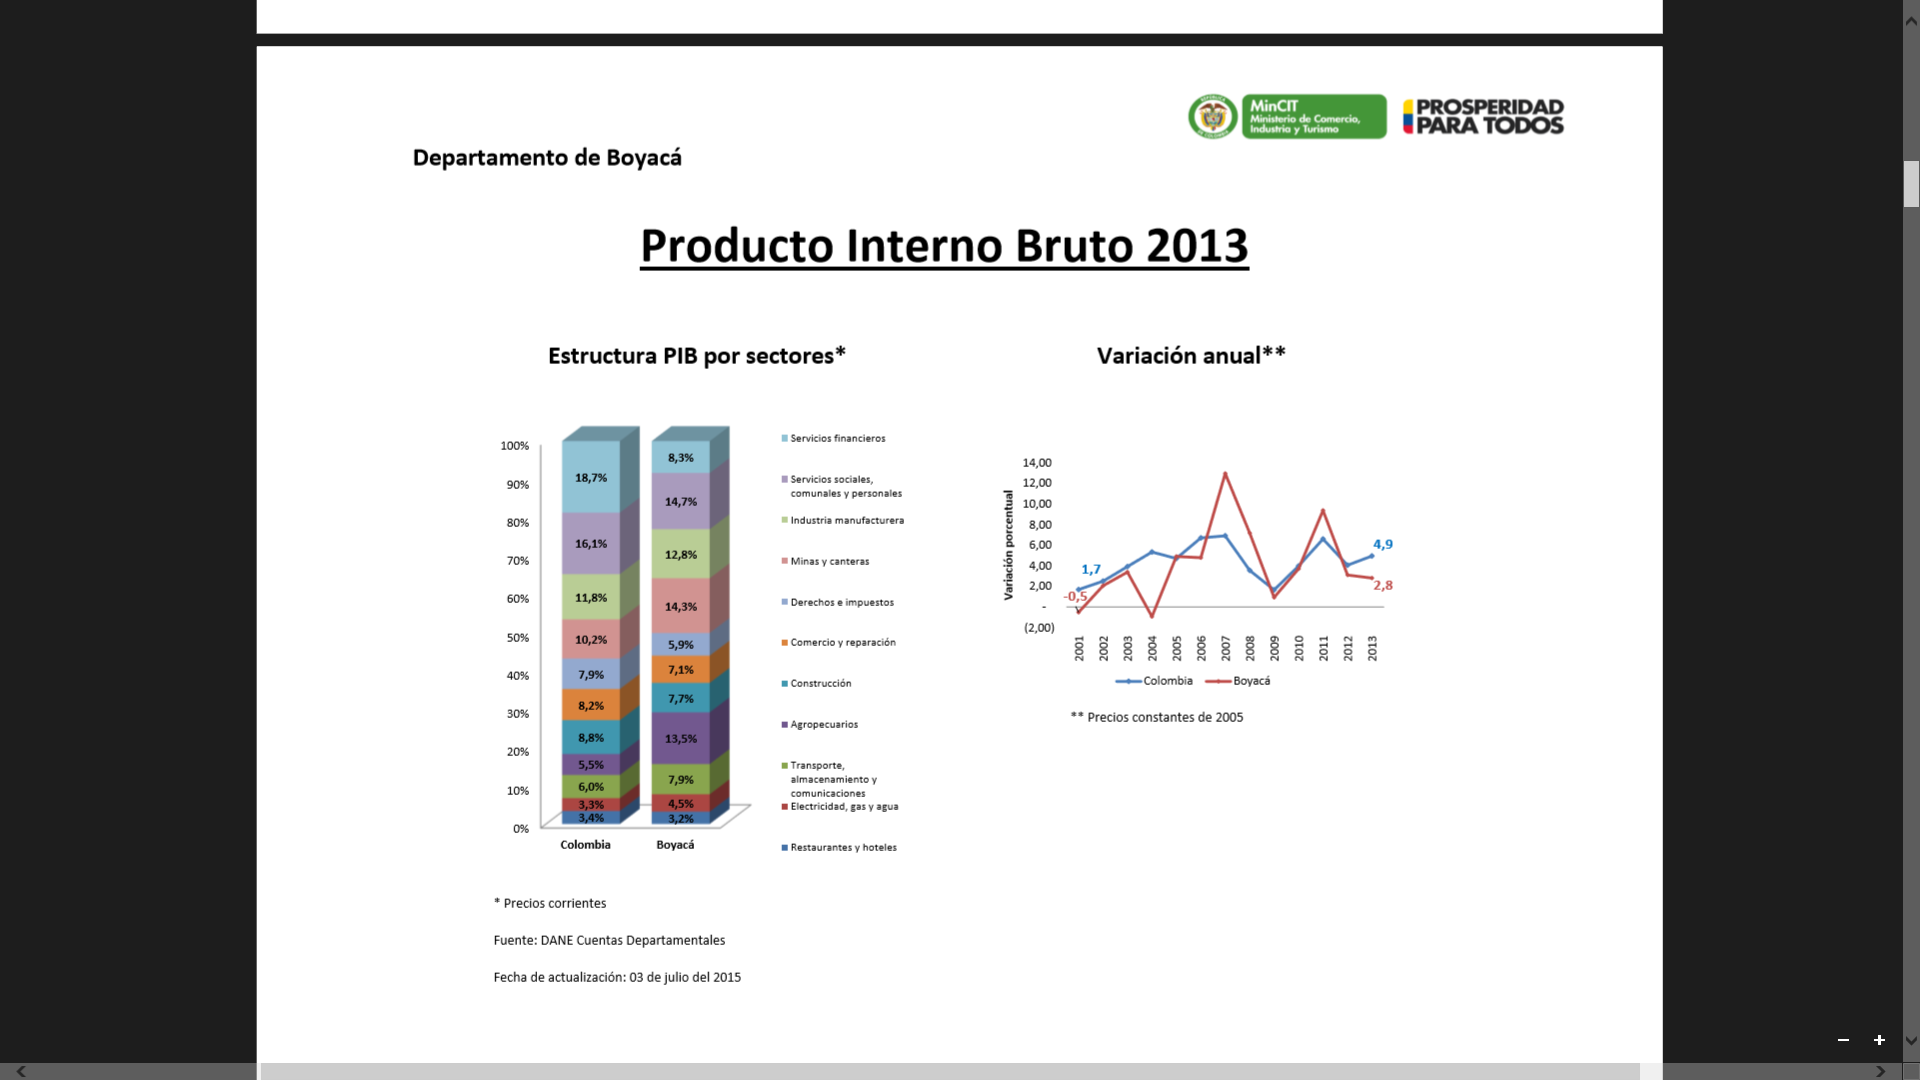 MinCIT
Ministerio de Comercio,
Industria y Turismo
PROSPERIDAD
PARA TODOS
Departamento de Boyacá
Producto Interno Bruto 2013
Estructura PIB por sectores*
100%
90%
80%
70%
60%
50%
40%
30%
20%
10%
0%
18,7%
16,1%
11,8%
10,2%
7,9%
8,2%
8,8%
5,5%
6,0%
3,3%
3,4%
8,3%
14,7%
12,8%
14,3%
5,9%
7,1%
7,7%
13,5%
7,9%
4,5%
3,2%
Colombia
Boyacá
Servicios financieros
Servicios sociales,
comunales y personales
Industria manufacturera
Minas y canteras
Derechos e impuestos
Comercio y reparación
Construcción
Agropecuarios
Transporte,
almacenamiento y
comunicaciones
Electricidad, gas y agua
Restaurantes y hoteles
* Precios corrientes
Fuente: DANE Cuentas Departamentales
Fecha de actualización: 03 de julio del 2015
Variación anual**
Variación porcentual
14,00
12,00
10,00
8,00
6,00
4,00
2,00
-
(2,00)
1,7
-0,5
4,9
2,8
2001
2002
2003
2004
2005
2006
2007
2008
2009
2010
2011
2012
2013
Colombia
Boyacá
** Precios constantes de 2005